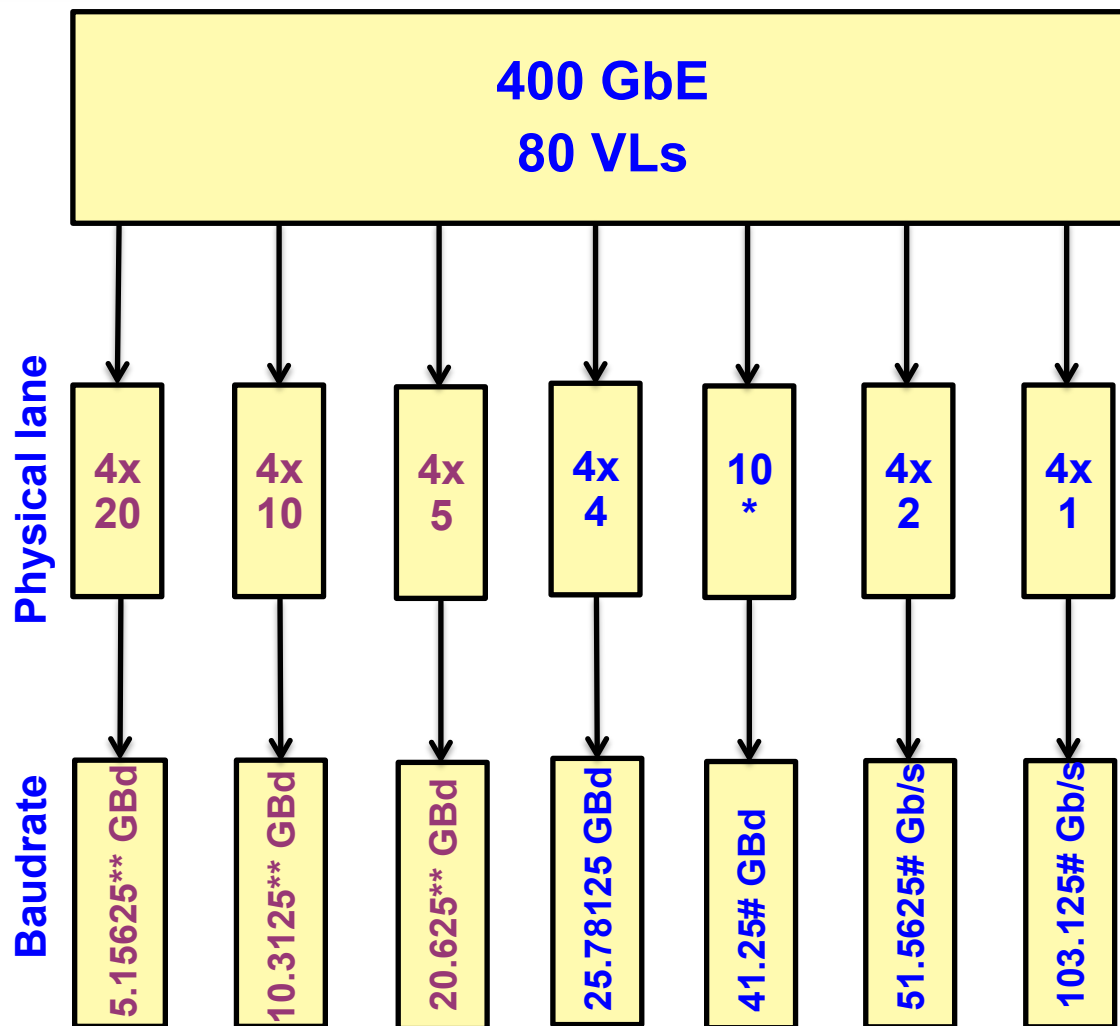 400 GbE
80 VLs
Physical lane
4x
20
4x
10
4x
5
4x
4
10
*
4x
2
4x
1
Baudrate
5.15625** GBd
10.3125** GBd
20.625** GBd
25.78125 GBd
41.25# GBd
51.5625# Gb/s
103.125# Gb/s